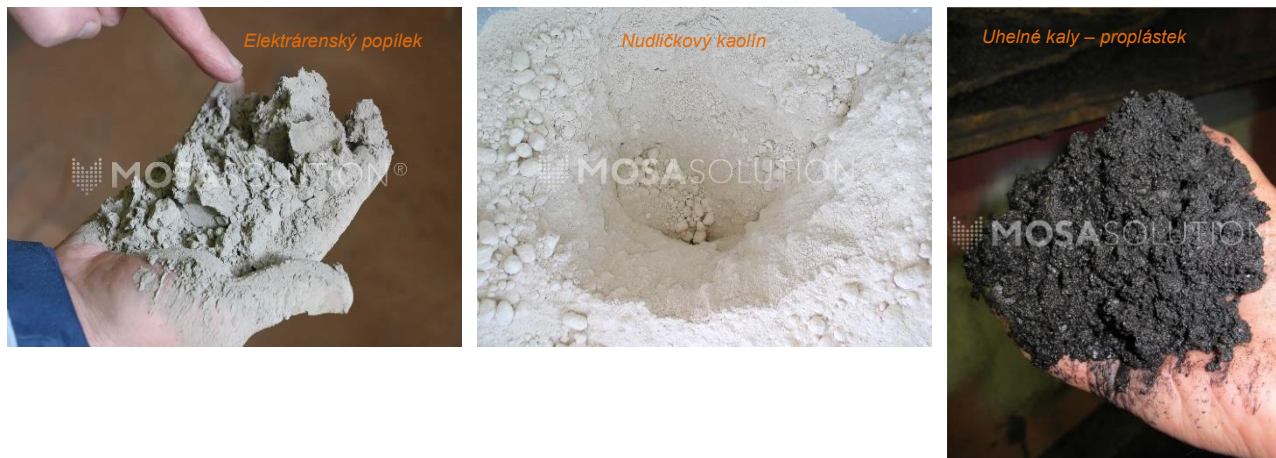 Elektrárenský popílek
MOSASOLUTION®
Nudličkový kaolín
MOSASOLUTION
Uhelné kaly – proplástek
MOSASOLUTION